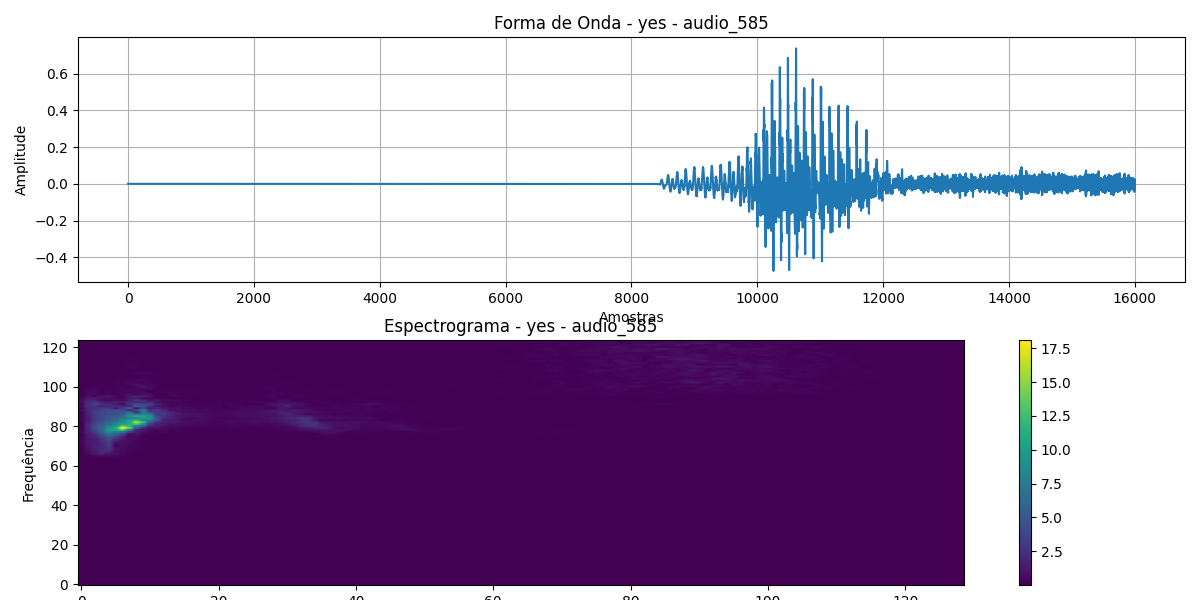 Forma de Onda - yes - audio_585
Amplitude
0.6
0.4
0.2
0.0
−0.2
−0.4
0 2000 4000 6000 8000 10000 12000 14000 16000
Amostras
Espectrograma - yes - audio_585
Frequência
120
100
80
60
40
20
0
0 20 40 60 80 100 120
17.5
15.0
12.5
10.0
7.5
5.0
2.5